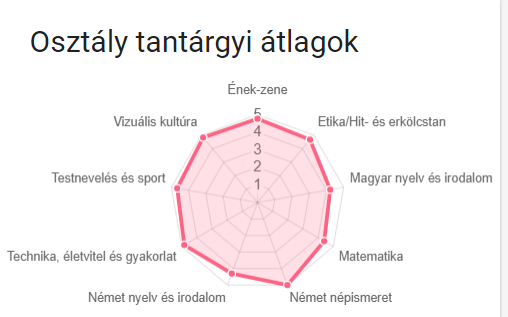 Osztály tantárgyi átlagok
Ének-zene
Vizuális kultúra
5
Etika/Hit- és erkölcstan
4
3
Testnevelés és sport
2
Magyar nyelv és irodalom
1
Technika, életvitel és gyakorlat
Matematika
Német nyelv és irodalom
Német népismeret